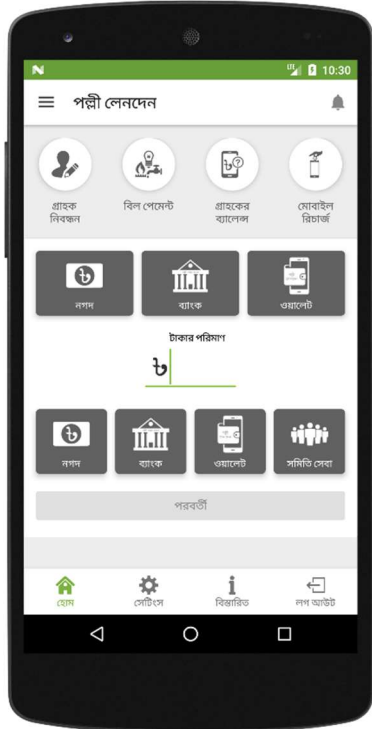 10:30
পল্লী লেনদেন
গ্রাহক
নিবন্ধন
বিল পেমেন্ট
গ্রাহকের
ব্যালেন্স
মোবাইল
রিচার্জ
নগদ
ব্যাংক
ওয়ালেট
টাকার পরিমাণ
৳
নগদ
ব্যাংক
ওয়ালেট
সমিতি সেবা
পরবর্তী
হোম
সেটিংস
বিস্তারিত
লগ আউট